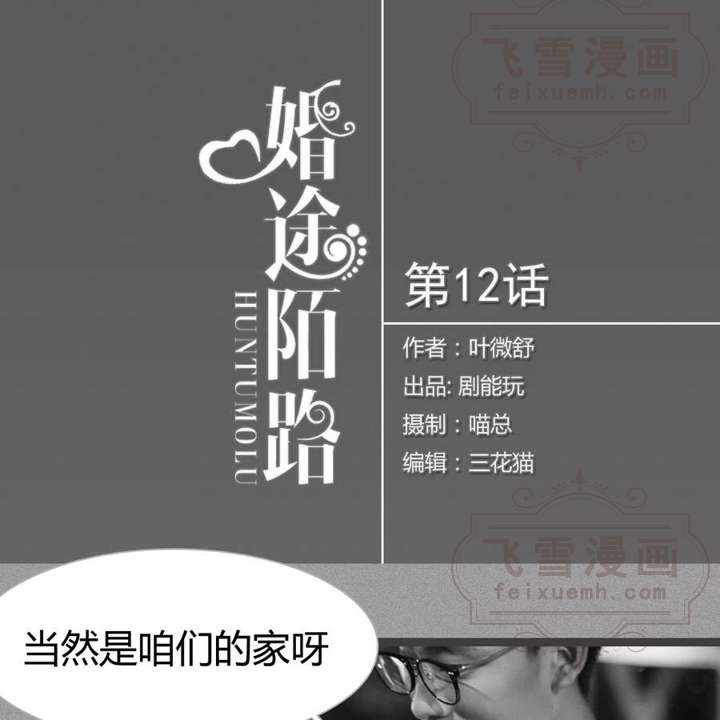 飞雪漫画
feixuemh.com
婚途陌路
HUNTUMOLU
第12话
作者：叶微舒
出品: 剧能玩
摄制：喵总
编辑：三花猫
飞雪漫画
feixuemh.com
当然是咱们的家呀